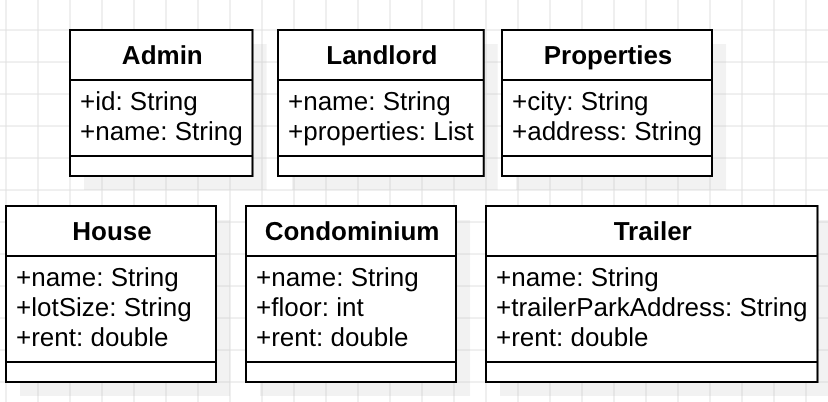 Admin
+id: String
+name: String
Landlord
+name: String
+properties: List
Properties
+city: String
+address: String
House
+name: String
+lotSize: String
+rent: double
Condominium
+name: String
+floor: int
+rent: double
Trailer
+name: String
+trailerParkAddress: String
+rent: double